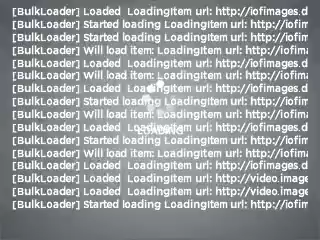 [BulkLoader] Loaded  LoadingItem url: http://iofimages.d
[BulkLoader] Started loading LoadingItem url: http://iofim
[BulkLoader] Started loading LoadingItem url: http://iofim
[BulkLoader] Will load item: LoadingItem url: http://iofima
[BulkLoader] Loaded  LoadingItem url: http://iofimages.d
[BulkLoader] Will load item: LoadingItem url: http://iofima
[BulkLoader] Loaded  LoadingItem url: http://iofimages.d
[BulkLoader] Started loading LoadingItem url: http://iofim
[BulkLoader] Will load item: LoadingItem url: http://iofima
[BulkLoader] Loaded  LoadingItem url: http://iofimages.d
LOADING
[BulkLoader] Started loading LoadingItem url: http://iofim
[BulkLoader] Will load item: LoadingItem url: http://iofima
[BulkLoader] Loaded  LoadingItem url: http://iofimages.d
[BulkLoader] Loaded  LoadingItem url: http://video.image
[BulkLoader] Loaded  LoadingItem url: http://video.image
[BulkLoader] Started loading LoadingItem url: http://iofim